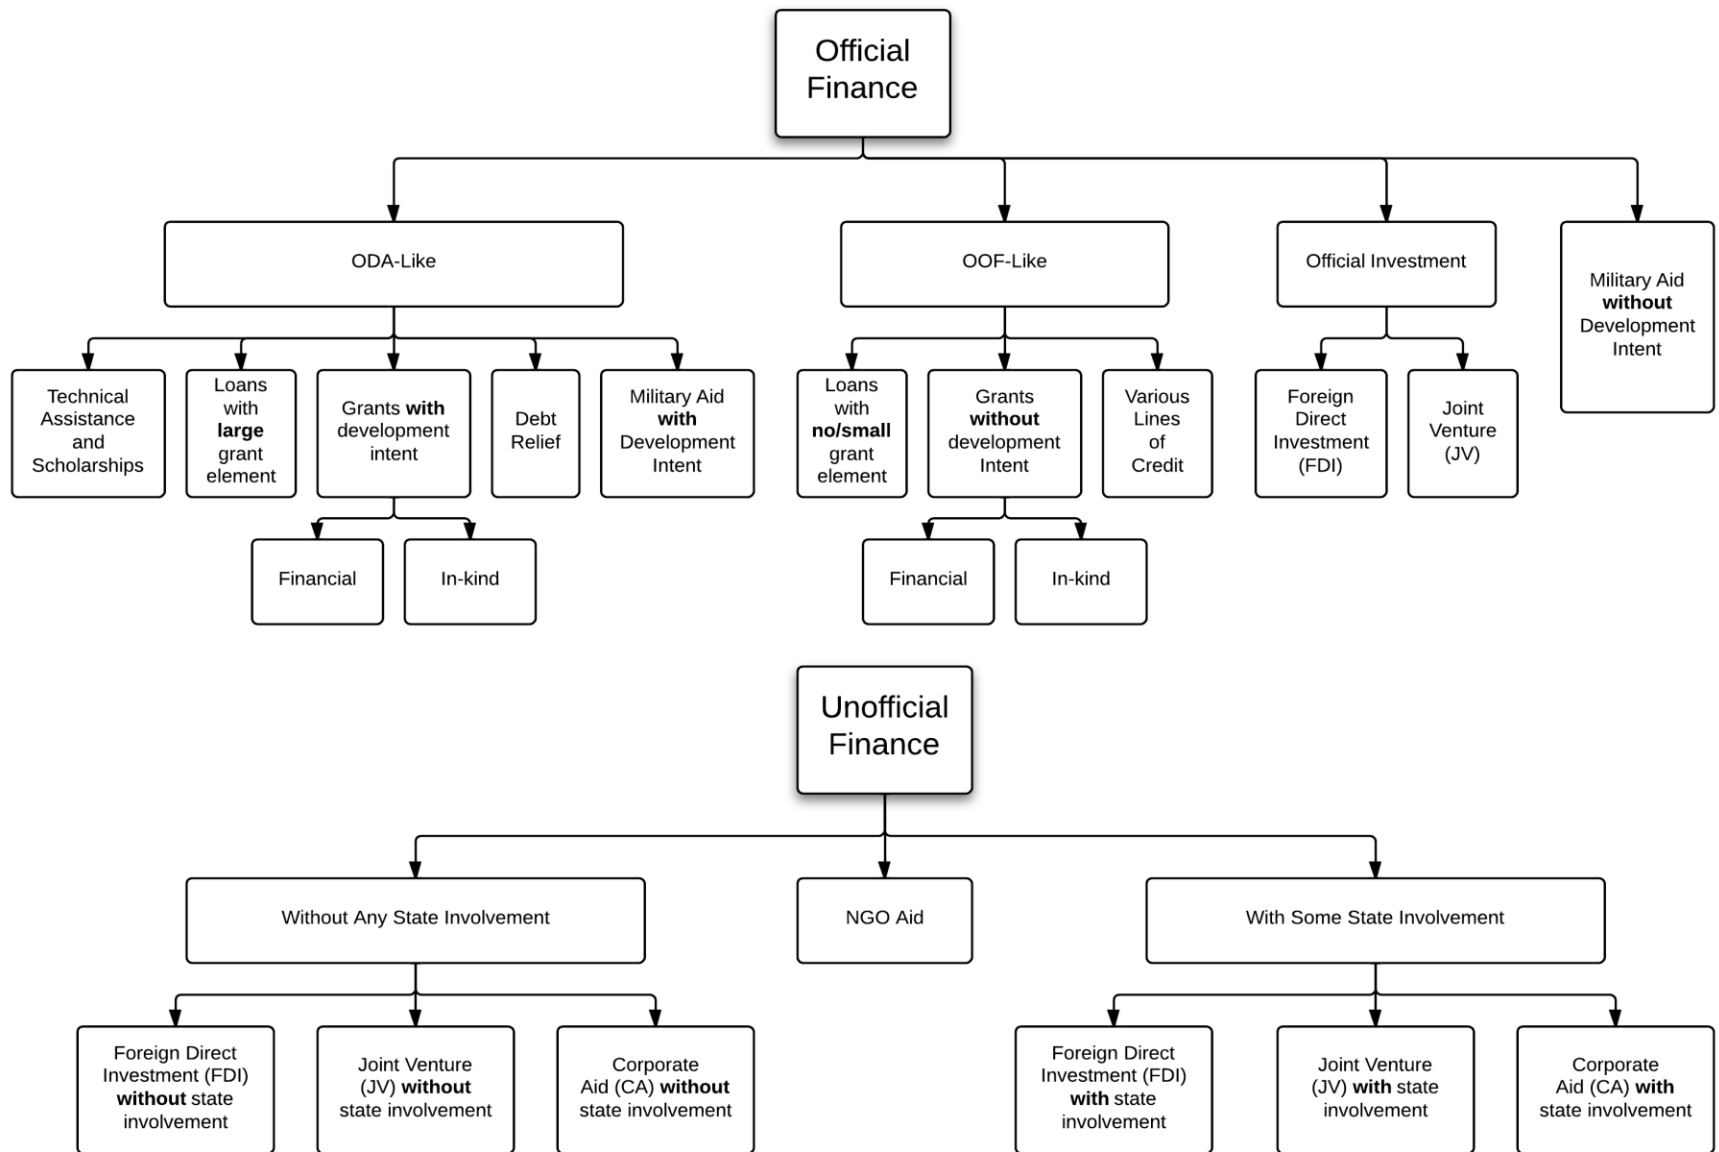 Official
Finance
ODA-Like
OOF-Like
Official Investment
Military Aid
without
Development
Intent
Technical
Assistance
and
Scholarships
Loans
with
large
grant
element
Grants with
development
intent
Debt
Relief
Military Aid
with
Development
Intent
Loans
with
no/small
grant
element
Grants
without
development
Intent
Various
Lines
of
Credit
Foreign
Direct
Investment
(FDI)
Joint
Venture
(JV)
Financial
In-kind
Financial
In-kind
Unofficial
Finance
Without Any State Involvement
NGO Aid
With Some State Involvement
Foreign Direct
Investment (FDI)
without state
involvement
Joint Venture
(JV) without
state involvement
Corporate
Aid (CA) without
state involvement
Foreign Direct
Investment (FDI)
with state
involvement
Joint Venture
(JV) with state
involvement
Corporate
Aid (CA) with
state involvement